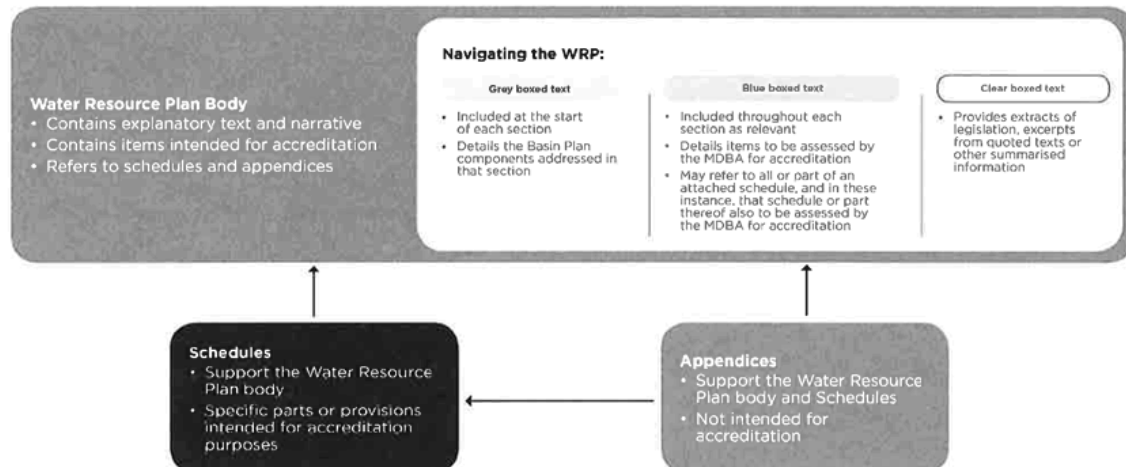 Water Resource Plan Body
• Contains explanatory text and narrative
• Contains items intended for accreditation
• Refers to schedules and appendices
Navigating the WRP:
Grey boxed text
• Included at the start
of each section
• Details the Basin Plan
components addressed in
that section
Blue boxed text
• Included throughout each
section as relevant
• Details items to be assessed by
the MDBA for accreditation
• May refer to all or part of an
attached schedule, and in these
instance, that schedule or part
thereof also to be assessed by
the MDBA for accreditation
Clear boxed text
• Provides extracts of
legislation, excerpts
from quoted texts or
other summarised
information
Schedules
• Support the Water Resource
Plan body
• Specific parts or provisions
intended for accreditation
purposes
Appendices
• Support the Water Resource
Plan body and Schedules
• Not intended for
accreditation